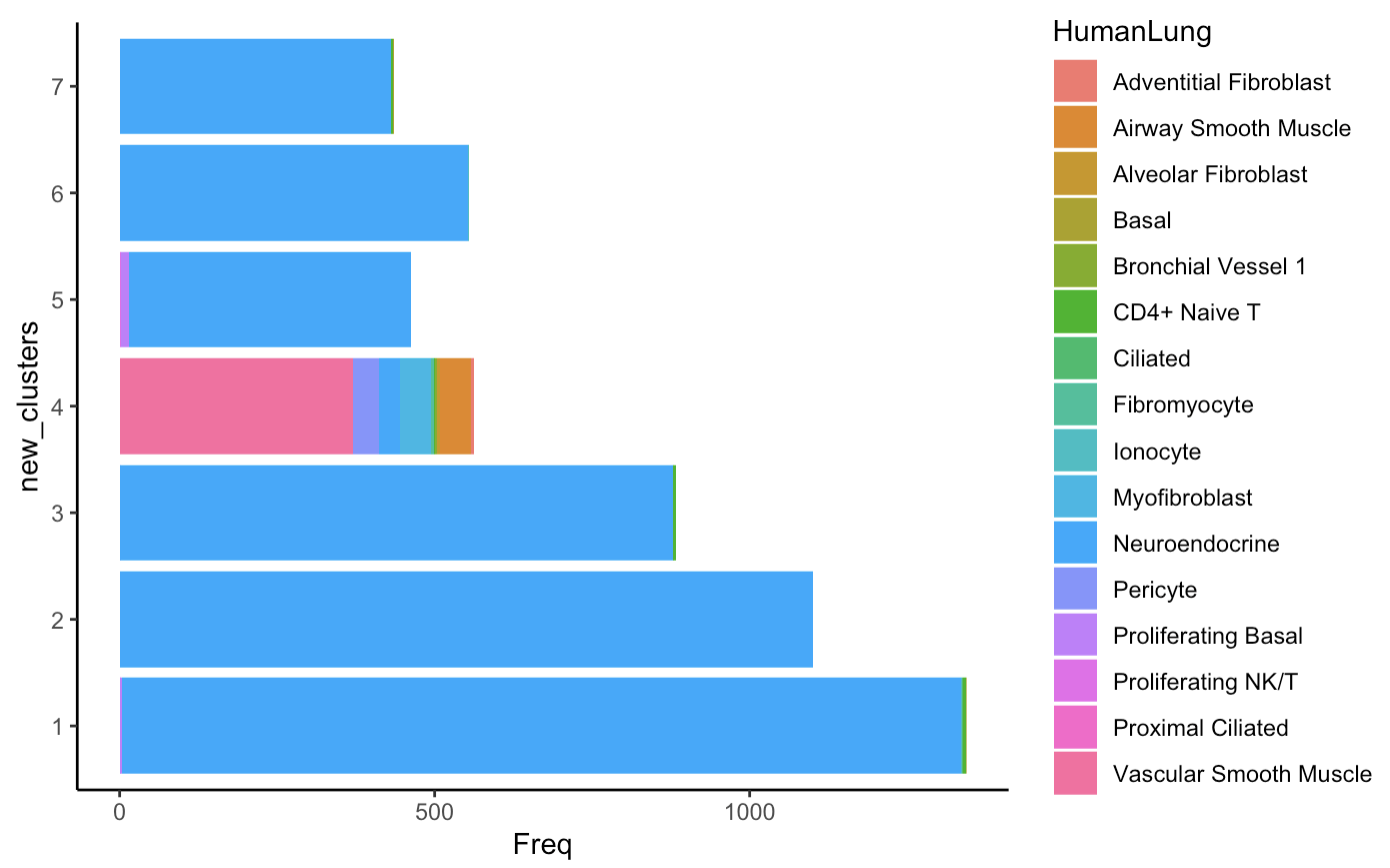 HumanLung
Adventitial Fibroblast
Airway Smooth Muscle
Alveolar Fibroblast
Basal
Bronchial Vessel 1
CD4+ Naive T
Ciliated
Fibromyocyte
Ionocyte
Myofibroblast
Neuroendocrine
Pericyte
Proliferating Basal
Proliferating NK/T
Proximal Ciliated
Vascular Smooth Muscle
new_clusters
7
6
5
4
3
2
1
0 500 1000
Freq